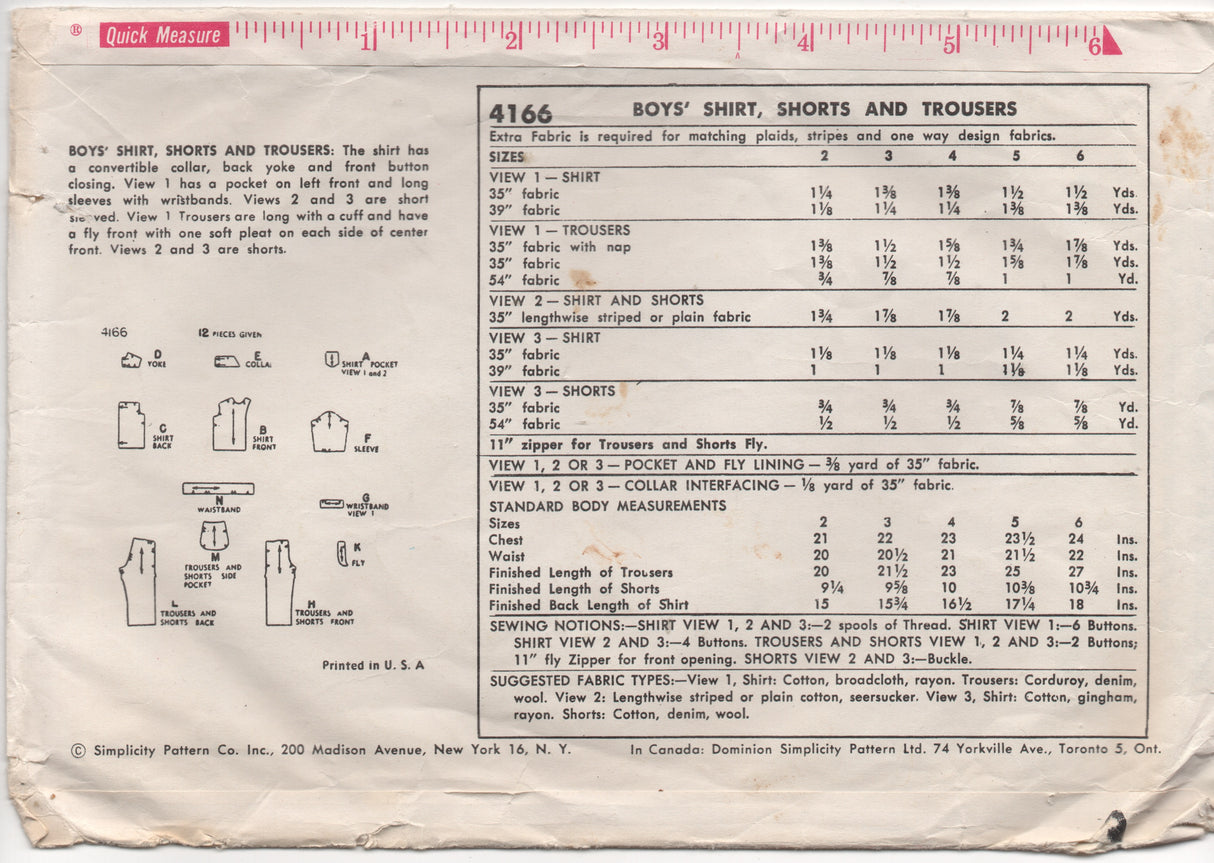 ® Quick Measure 1 2 3 4 5 6
BOYS' SHIRT, SHORTS AND TROUSERS: The shirt has
a convertible collar, back yoke and front button
closing. View 1 has a pocket on left front and long
sleeves with wristbands. Views 2 and 3 are short
sleeved. View 1 Trousers are long with a cuff and have
a fly front with one soft pleat on each side of center
front. Views 2 and 3 are shorts.
4166 12 PIECES GIVEN
D YOKE
E COLLAR
A SHIRT POCKET
VIEW 1 and 2
C SHIRT
BACK
B SHIRT
FRONT
F SLEEVE
N
WAISTBAND
G WRISTBAND
VIEW 1
M
TROUSERS AND
SHORTS SIDE
POCKET
K
FLY
L
TROUSERS AND
SHORTS BACK
H
TROUSERS AND
SHORTS FRONT
Printed in U. S. A
4166 BOYS' SHIRT, SHORTS AND TROUSERS
Extra Fabric is required for matching plaids, stripes and one way design fabrics.
SIZES 2 3 4 5 6
VIEW 1 — SHIRT
35" fabric 1¼ 1⅜ 1⅜ 1½ 1½ Yds.
39" fabric 1⅛ 1¼ 1¼ 1⅜ 1⅜ Yds.
VIEW 1 — TROUSERS
35" fabric with nap 1⅜ 1½ 1⅝ 1¾ 1⅞ Yds.
35" fabric 1⅜ 1½ 1½ 1⅝ 1⅞ Yds.
54" fabric ¾ ⅞ ⅞ 1 1 Yd.
VIEW 2 — SHIRT AND SHORTS
35" lengthwise striped or plain fabric 1¾ 1⅞ 1⅞ 2 2 Yds.
VIEW 3 — SHIRT
35" fabric 1⅛ 1⅛ 1⅛ 1¼ 1¼ Yds.
39" fabric 1 1 1 1⅛ 1⅛ Yds.
VIEW 3 — SHORTS
35" fabric ¾ ¾ ¾ ⅞ ⅞ Yd.
54" fabric ½ ½ ½ ⅝ ⅝ Yd.
11" zipper for Trousers and Shorts Fly.
VIEW 1, 2 OR 3 — POCKET AND FLY LINING — ⅜ yard of 35" fabric.
VIEW 1, 2 OR 3 — COLLAR INTERFACING — ⅛ yard of 35" fabric.
STANDARD BODY MEASUREMENTS
Sizes 2 3 4 5 6
Chest 21 22 23 23½ 24 Ins.
Waist 20 20½ 21 21½ 22 Ins.
Finished Length of Trousers 20 21½ 23 25 27 Ins.
Finished Length of Shorts 9¼ 9⅝ 10 10⅜ 10¾ Ins.
Finished Back Length of Shirt 15 15¾ 16½ 17¼ 18 Ins.
SEWING NOTIONS:—SHIRT VIEW 1, 2 AND 3:—2 spools of Thread. SHIRT VIEW 1:—6 Buttons.
SHIRT VIEW 2 AND 3:—4 Buttons. TROUSERS AND SHORTS VIEW 1, 2 AND 3:—2 Buttons;
11" fly Zipper for front opening. SHORTS VIEW 2 AND 3:—Buckle.
SUGGESTED FABRIC TYPES:—View 1, Shirt: Cotton, broadcloth, rayon. Trousers: Corduroy, denim,
wool. View 2: Lengthwise striped or plain cotton, seersucker. View 3, Shirt: Cotton, gingham,
rayon. Shorts: Cotton, denim, wool.
© Simplicity Pattern Co. Inc., 200 Madison Avenue, New York 16, N. Y. In Canada: Dominion Simplicity Pattern Ltd. 74 Yorkville Ave., Toronto 5, Ont.